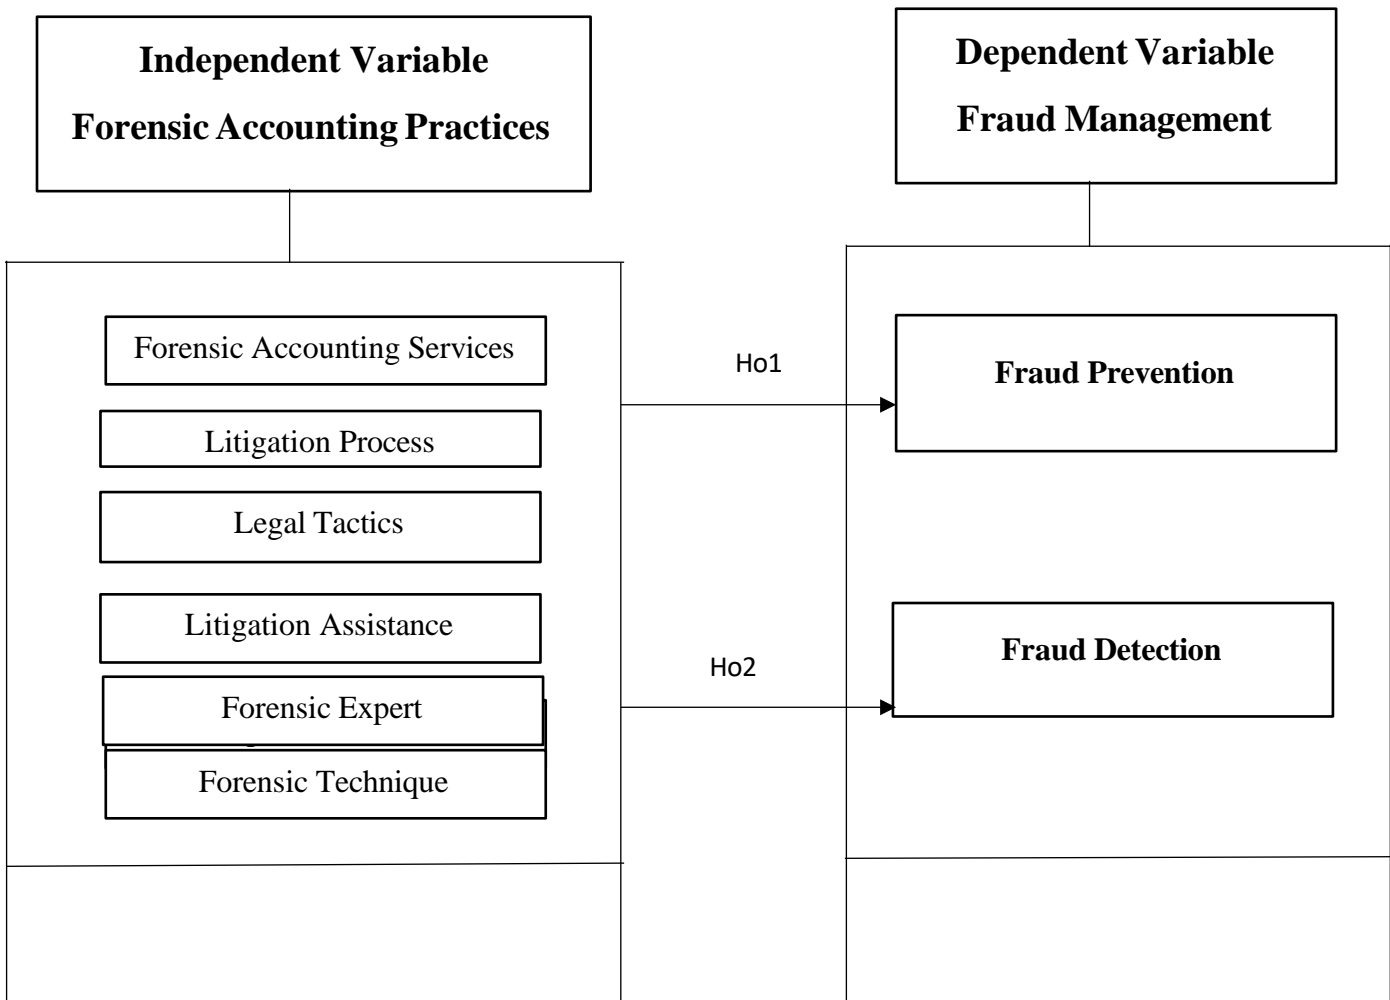 Independent Variable
Forensic Accounting Practices
Dependent Variable
Fraud Management
Forensic Accounting Services
Litigation Process
Legal Tactics
Litigation Assistance
Forensic Expert
Forensic Technique
Ho1
Ho2
Fraud Prevention
Fraud Detection